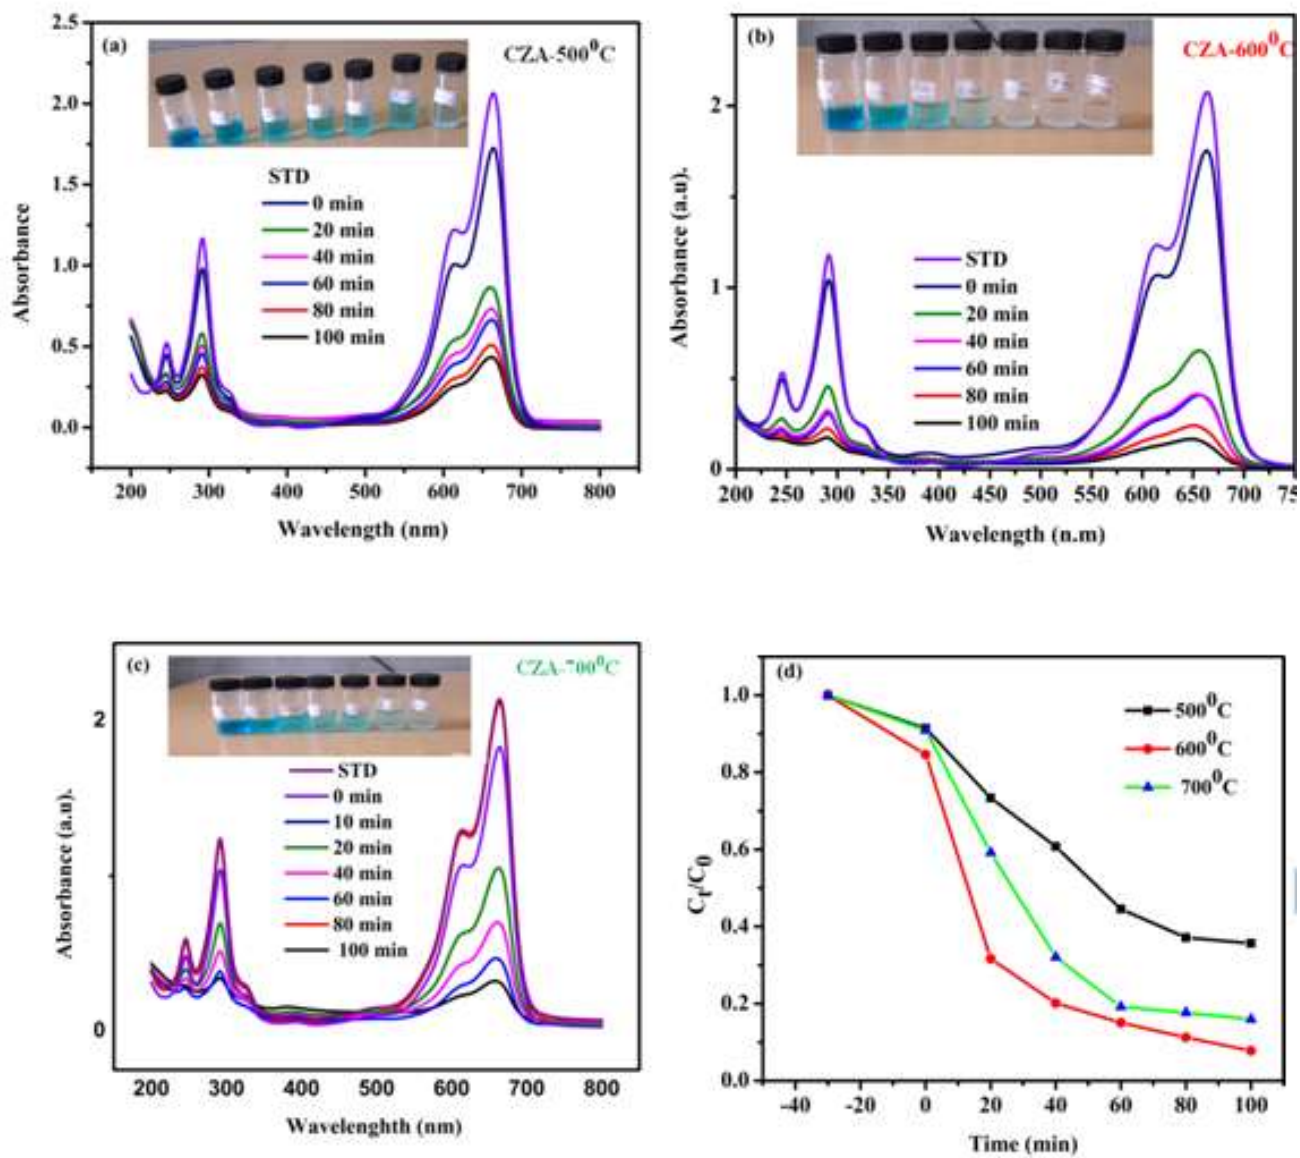 (a)
CZA-500⁰C
2.5
2.0
1.5
1.0
0.5
0.0
Absorbance
STD
0 min
20 min
40 min
60 min
80 min
100 min
200 300 400 500 600 700 800
Wavelength (nm)
(b)
CZA-600⁰C
2
1
0
Absorbance (a.u).
STD
0 min
20 min
40 min
60 min
80 min
100 min
200 250 300 350 400 450 500 550 600 650 700 75
Wavelength (n.m)
(c)
CZA-700⁰C
2
0
Absorbance (a.u).
STD
0 min
10 min
20 min
40 min
60 min
80 min
100 min
200 300 400 500 600 700 800
Wavelenghth (nm)
(d)
1.0
0.8
0.6
0.4
0.2
0.0
Cₜ/C₀
500⁰C
600⁰C
700⁰C
-40 -20 0 20 40 60 80 100
Time (min)